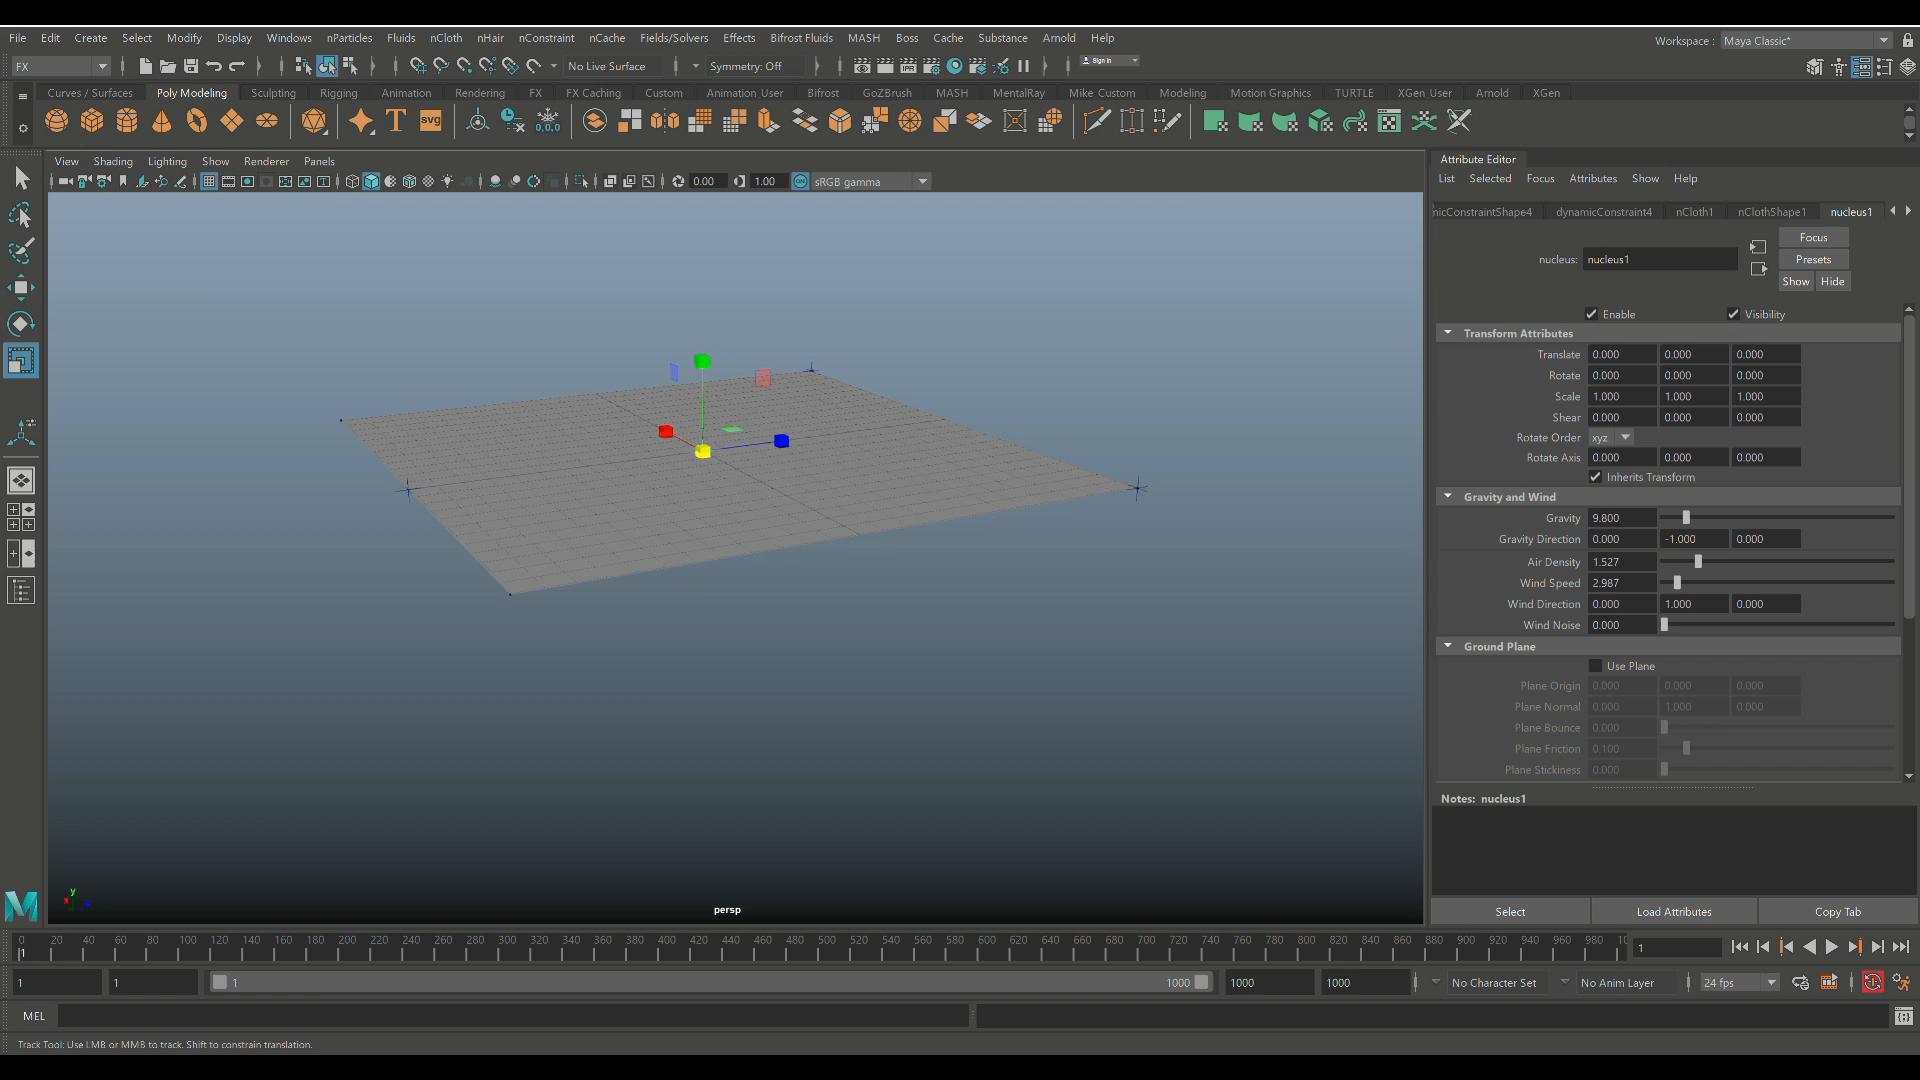 File Edit Create Select Modify Display Windows nParticles Fluids nCloth nHair nConstraint nCache Fields/Solvers Effects Bifrost Fluids MASH Boss Cache Substance Arnold Help
Workspace : Maya Classic*
FX No Live Surface Symmetry: Off Sign in
Curves / Surfaces Poly Modeling Sculpting Rigging Animation Rendering FX FX Caching Custom Animation_User Bifrost GoZBrush MASH MentalRay Mike_Custom Modeling Motion Graphics TURTLE XGen_User Arnold XGen
T svg 0,0,0
View Shading Lighting Show Renderer Panels
0.00 1.00 ON sRGB gamma
Attribute Editor
List Selected Focus Attributes Show Help
nicConstraintShape4 dynamicConstraint4 nCloth1 nClothShape1 nucleus1
Focus
nucleus: nucleus1 Presets
Show Hide
Enable Visibility
Transform Attributes
Translate 0.000 0.000 0.000
Rotate 0.000 0.000 0.000
Scale 1.000 1.000 1.000
Shear 0.000 0.000 0.000
Rotate Order xyz
Rotate Axis 0.000 0.000 0.000
Inherits Transform
Gravity and Wind
Gravity 9.800
Gravity Direction 0.000 -1.000 0.000
Air Density 1.527
Wind Speed 2.987
Wind Direction 0.000 1.000 0.000
Wind Noise 0.000
Ground Plane
Use Plane
Plane Origin 0.000 0.000 0.000
Plane Normal 0.000 1.000 0.000
Plane Bounce 0.000
Plane Friction 0.100
Plane Stickiness 0.000
Notes: nucleus1
y
persp
Select Load Attributes Copy Tab
0 20 40 60 80 100 120 140 160 180 200 220 240 260 280 300 320 340 360 380 400 420 440 460 480 500 520 540 560 580 600 620 640 660 680 700 720 740 760 780 800 820 840 860 880 900 920 940 960 980
1 1
1 1 1 1000 1000 1000 No Character Set No Anim Layer 24 fps
MEL
Track Tool: Use LMB or MMB to track. Shift to constrain translation.